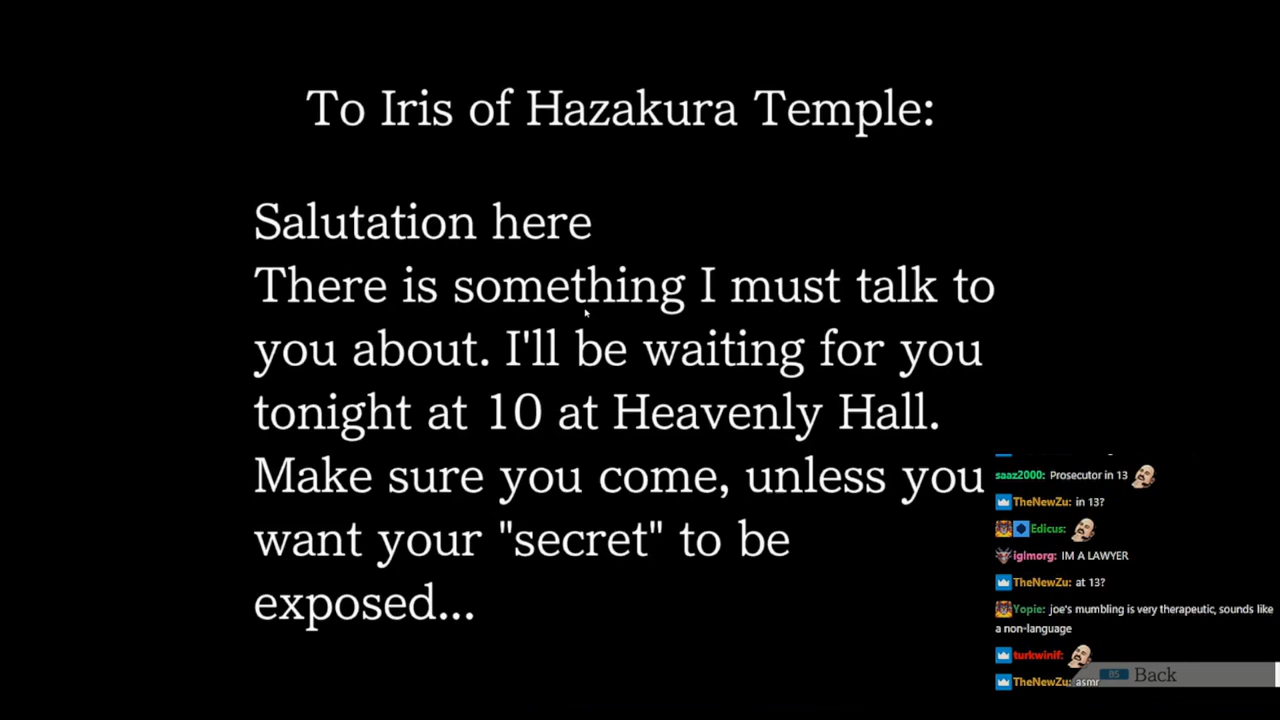 To Iris of Hazakura Temple:
Salutation here
There is something I must talk to
you about. I'll be waiting for you
tonight at 10 at Heavenly Hall.
Make sure you come, unless you
want your "secret" to be
exposed...
saaz2000: Prosecutor in 13
TheNewZu: in 13?
Edicus:
iglmorg: IM A LAWYER
TheNewZu: at 13?
Yopie: joe's mumbling is very therapeutic, sounds like
a non-language
turkwinif:
TheNewZu: asmr
BS Back